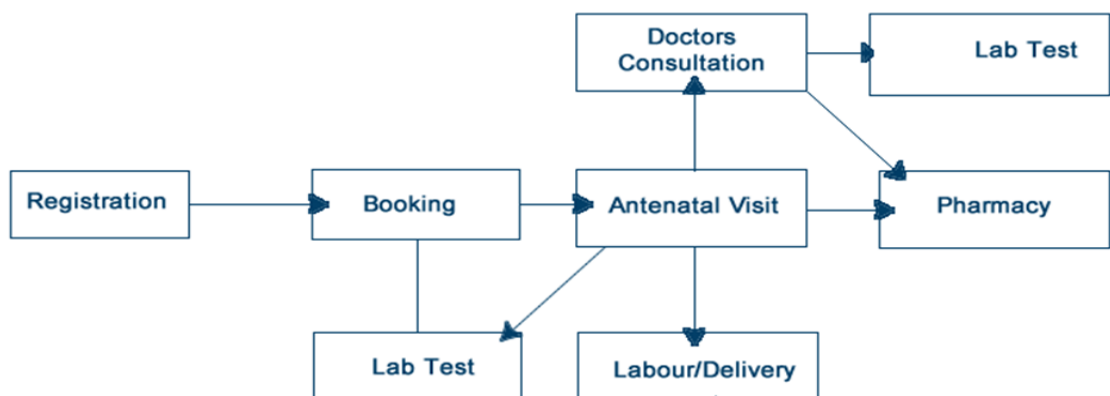 Doctors
Consultation
Lab Test
Registration
Booking
Antenatal Visit
Pharmacy
Lab Test
Labour/Delivery